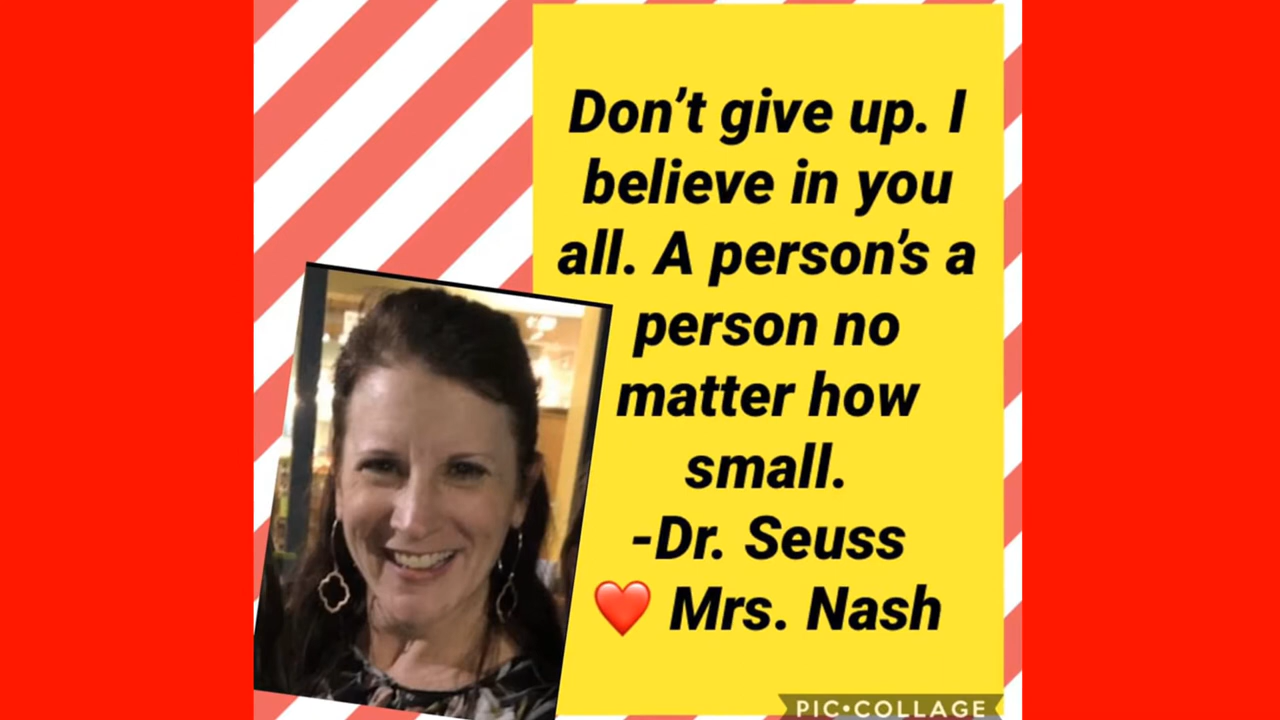 Don’t give up. I
believe in you
all. A person’s a
person no
matter how
small.
-Dr. Seuss
❤️ Mrs. Nash
PIC•COLLAGE